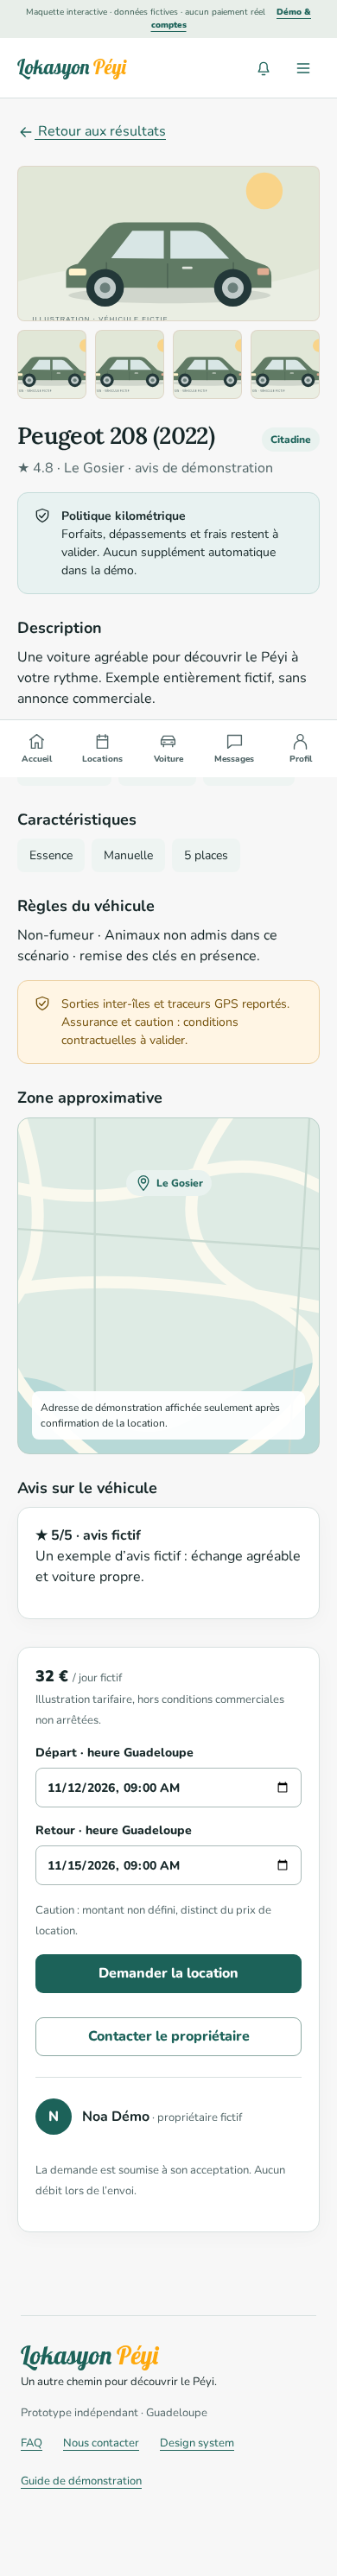 Maquette interactive · données fictives · aucun paiement réel Démo &
comptes
Lokasyon Péyi
← Retour aux résultats
ILLUSTRATION · VÉHICULE FICTIF
Peugeot 208 (2022)
Citadine
★ 4.8 · Le Gosier · avis de démonstration
Politique kilométrique
Forfaits, dépassements et frais restent à
valider. Aucun supplément automatique
dans la démo.
Description
Une voiture agréable pour découvrir le Péyi à
votre rythme. Exemple entièrement fictif, sans
annonce commerciale.
Accueil
Locations
Voiture
Messages
Profil
Caractéristiques
Essence
Manuelle
5 places
Règles du véhicule
Non-fumeur · Animaux non admis dans ce
scénario · remise des clés en présence.
Sorties inter-îles et traceurs GPS reportés.
Assurance et caution : conditions
contractuelles à valider.
Zone approximative
Le Gosier
Adresse de démonstration affichée seulement après
confirmation de la location.
Avis sur le véhicule
★ 5/5 · avis fictif
Un exemple d’avis fictif : échange agréable
et voiture propre.
32 € / jour fictif
Illustration tarifaire, hors conditions commerciales
non arrêtées.
Départ · heure Guadeloupe
11/12/2026, 09:00 AM
Retour · heure Guadeloupe
11/15/2026, 09:00 AM
Caution : montant non défini, distinct du prix de
location.
Demander la location
Contacter le propriétaire
N
Noa Démo · propriétaire fictif
La demande est soumise à son acceptation. Aucun
débit lors de l’envoi.
Lokasyon Péyi
Un autre chemin pour découvrir le Péyi.
Prototype indépendant · Guadeloupe
FAQ
Nous contacter
Design system
Guide de démonstration